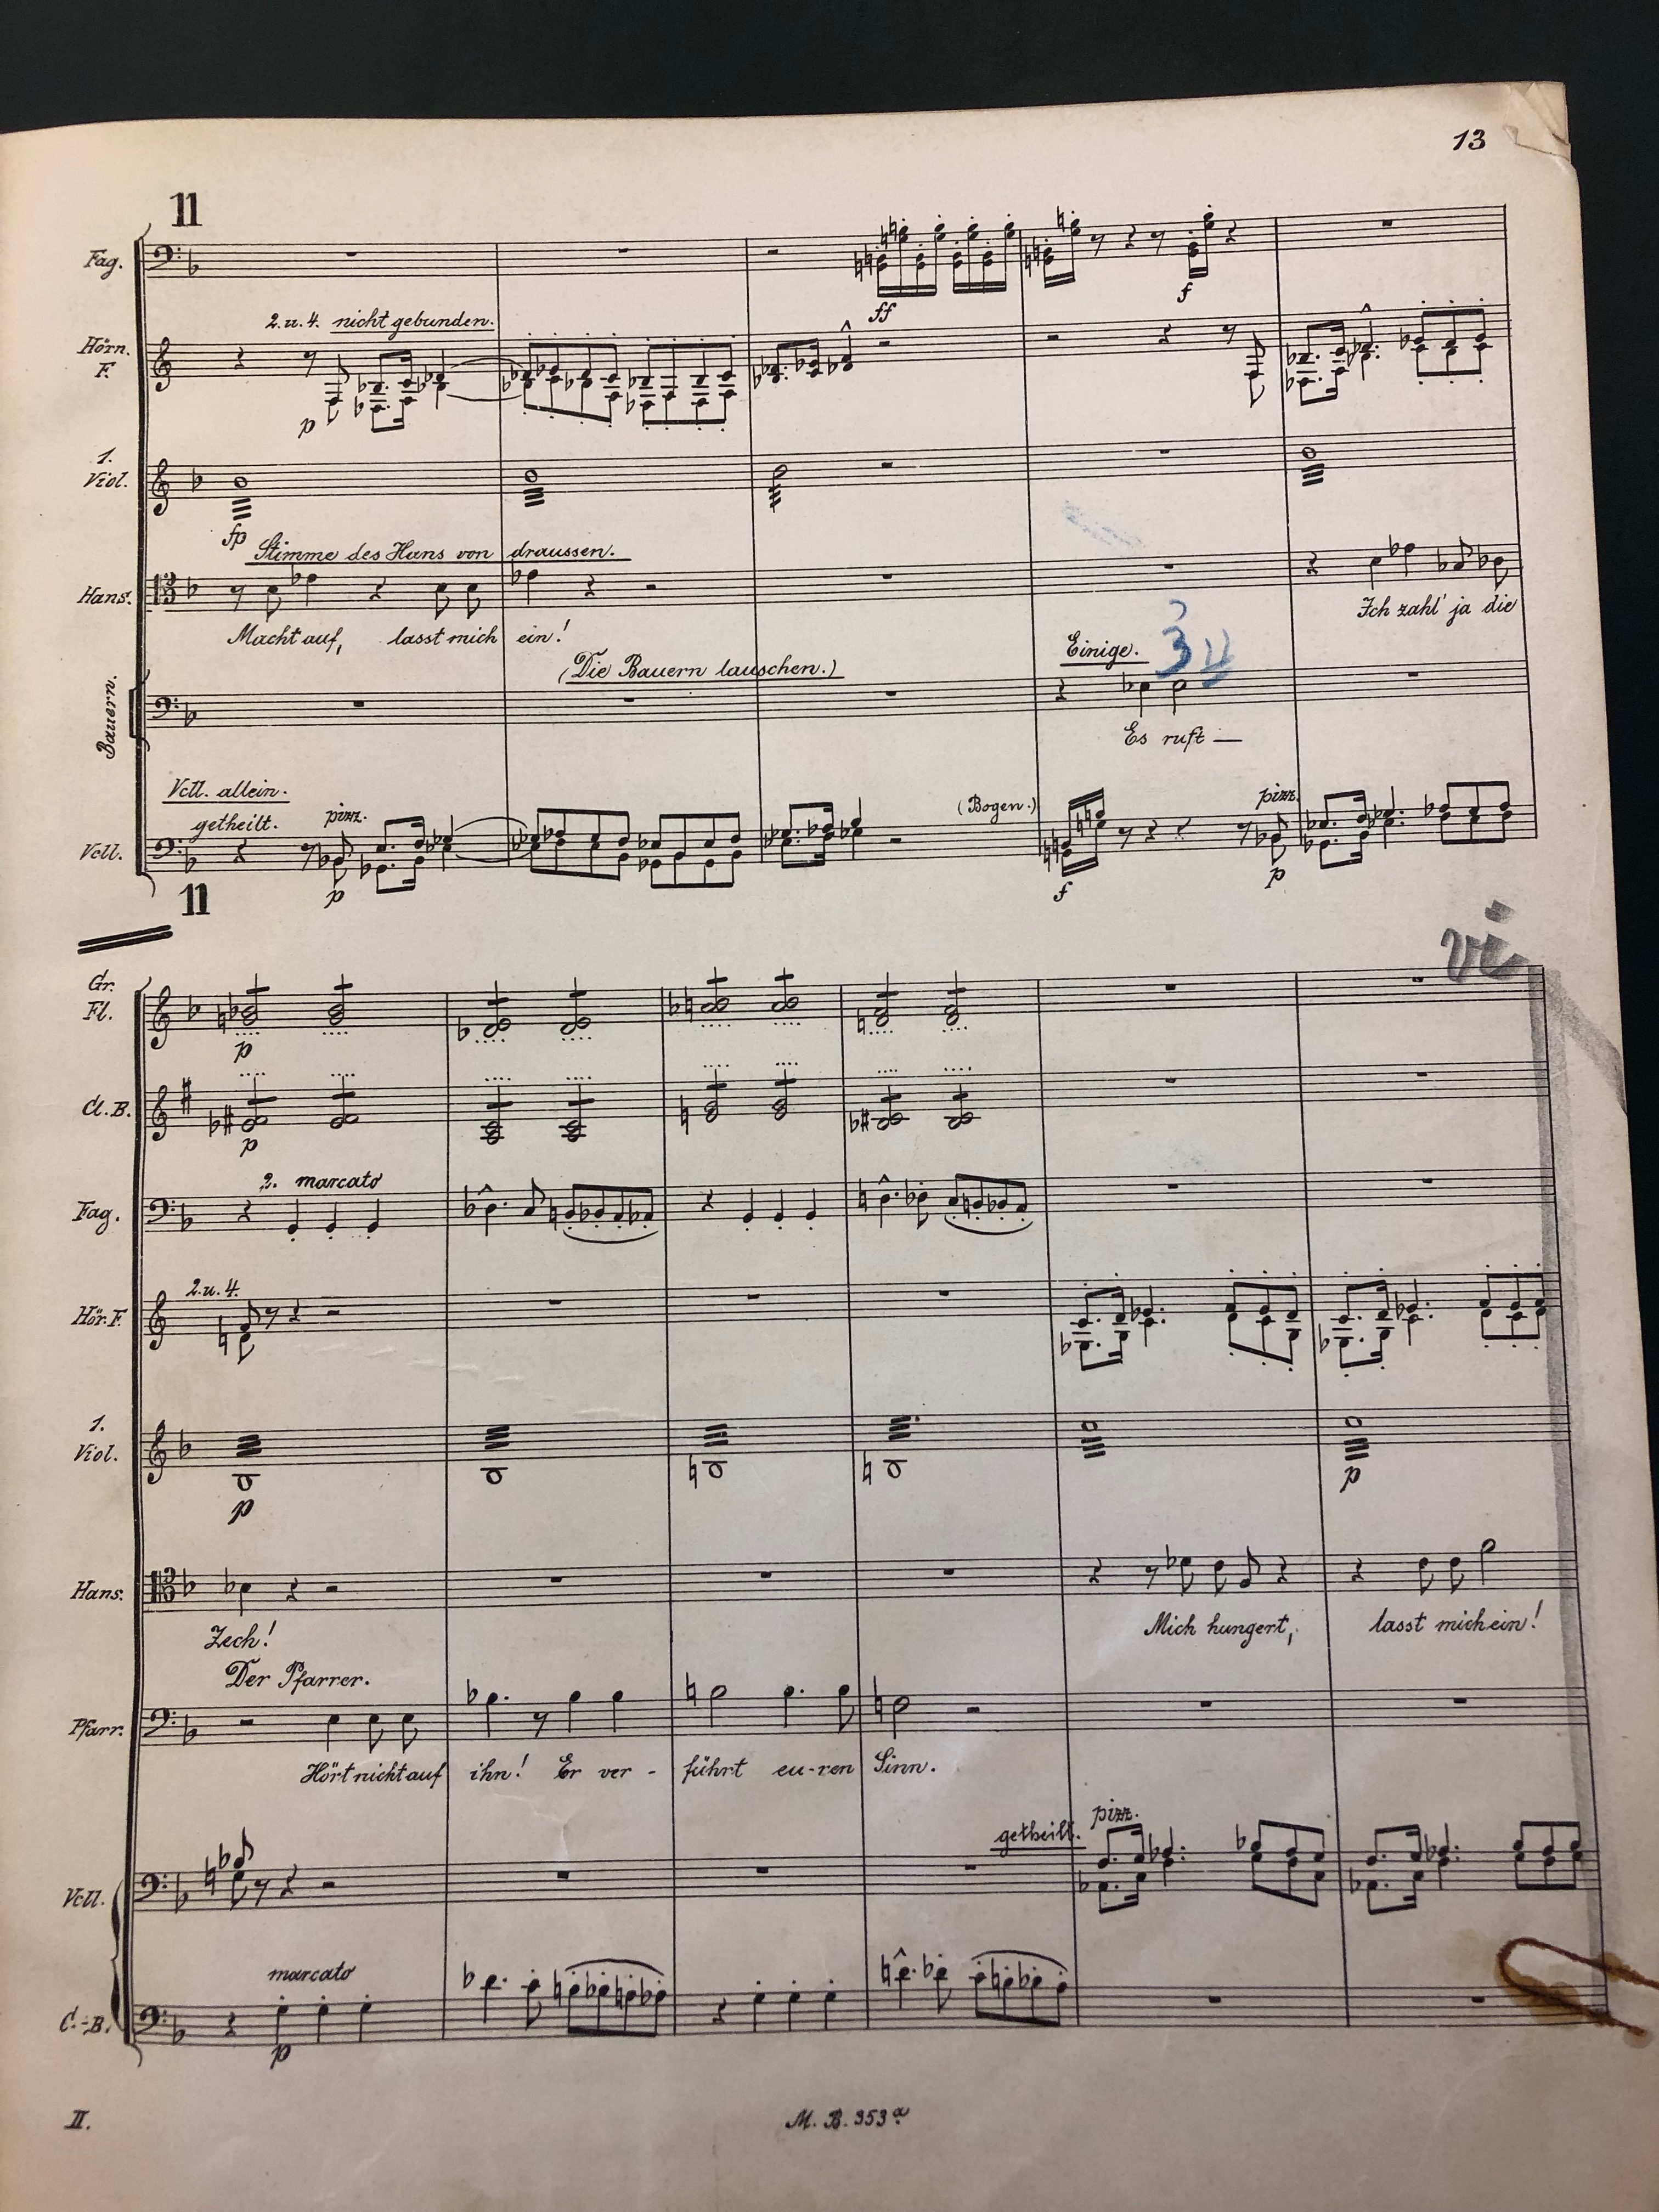 13
11
Fag.
ff
f
2. u. 4. nicht gebunden.
Hörn. F.
p
1. Viol.
fp
Stimme des Hans von draussen.
Hans.
Macht auf, lasst mich ein! Ich zahl' ja die
(Die Bauern lauschen.)
Einige.
3
Bauern.
Es ruft —
Vcll. allein.
getheilt.
pizz.
(Bogen.)
pizz.
Vcll.
p
f
p
11
vi
Gr. Fl.
p
Cl. B.
p
2. marcato
Fag.
2. u. 4.
Hör. F.
1. Viol.
p
p
Hans.
Zech! Mich hungert, lasst mich ein!
Der Pfarrer.
Pfarr.
Hört nicht auf ihn! Er ver - führt eu-ren Sinn.
getheilt.
pizz.
Vcll.
marcato
C.-B.
p
II.
M. B. 353 a